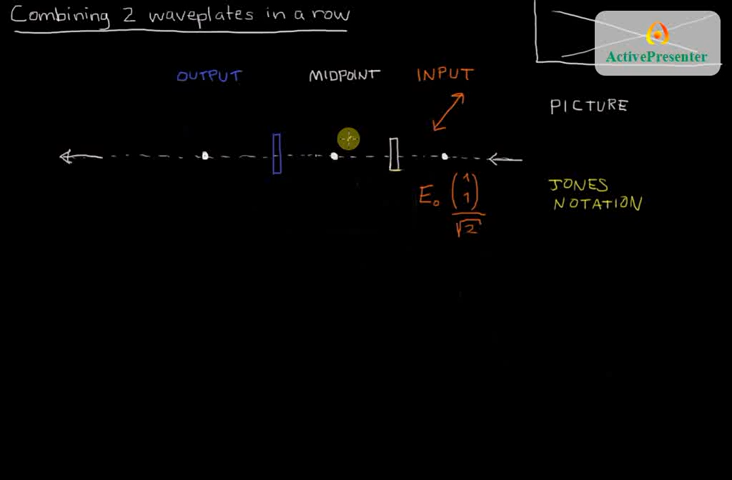 Combining 2 waveplates in a row
ActivePresenter
OUTPUT MIDPOINT INPUT
PICTURE
E₀ (1 1) / √2
JONES
NOTATION